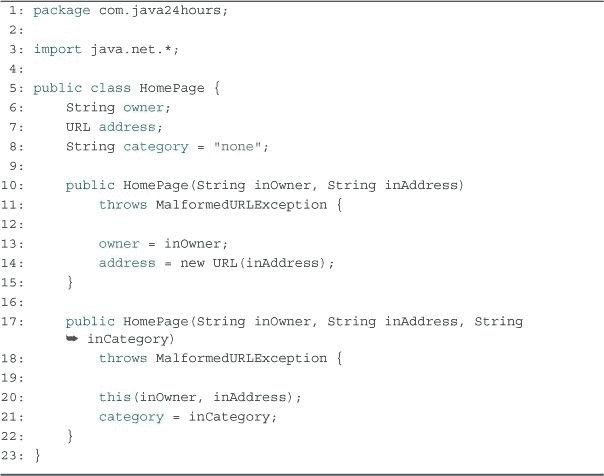 1: package com.java24hours;
2:
3: import java.net.*;
4:
5: public class HomePage {
6:     String owner;
7:     URL address;
8:     String category = "none";
9:
10:     public HomePage(String inOwner, String inAddress)
11:         throws MalformedURLException {
12:
13:         owner = inOwner;
14:         address = new URL(inAddress);
15:     }
16:
17:     public HomePage(String inOwner, String inAddress, String
➥ inCategory)
18:         throws MalformedURLException {
19:
20:         this(inOwner, inAddress);
21:         category = inCategory;
22:     }
23: }